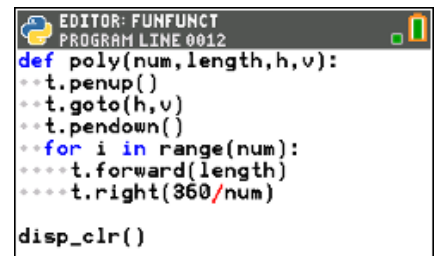 EDITOR: FUNFUNCT
PROGRAM LINE 0012
def poly(num,length,h,v):
··t.penup()
··t.goto(h,v)
··t.pendown()
··for i in range(num):
····t.forward(length)
····t.right(360/num)

disp_clr()